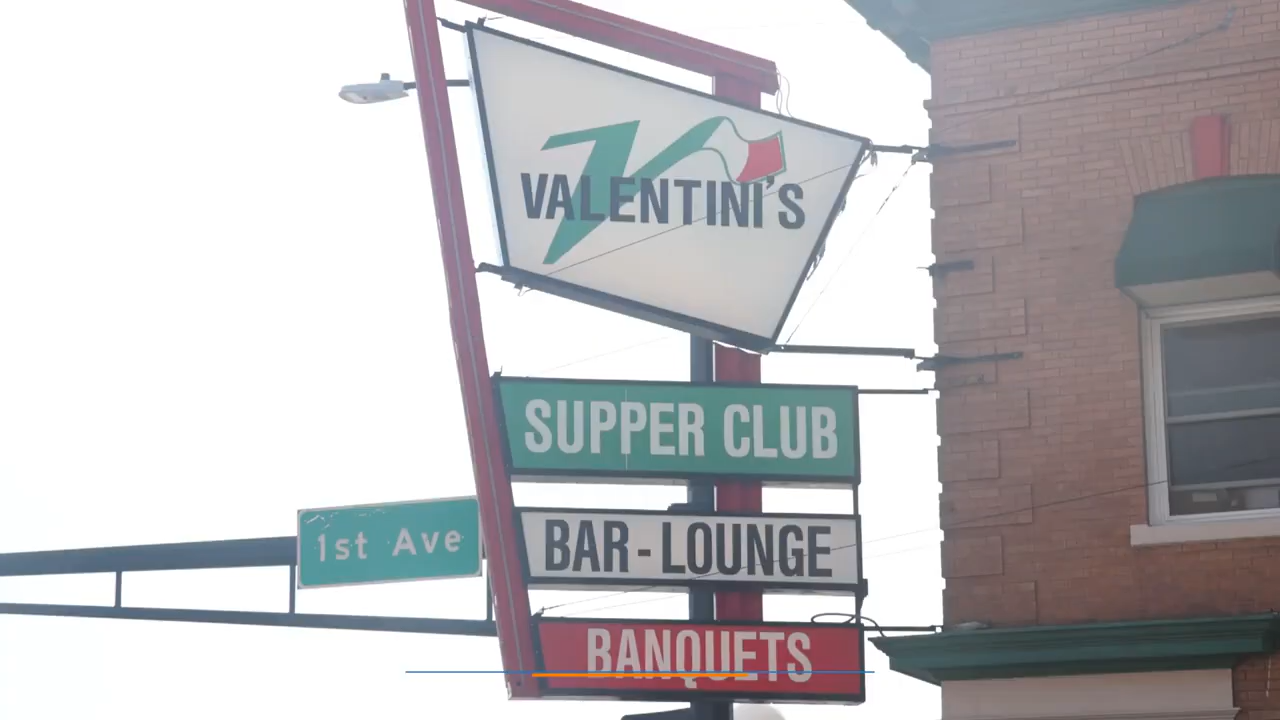 VALENTINI'S
SUPPER CLUB
1st Ave
BAR-LOUNGE
BANQUETS